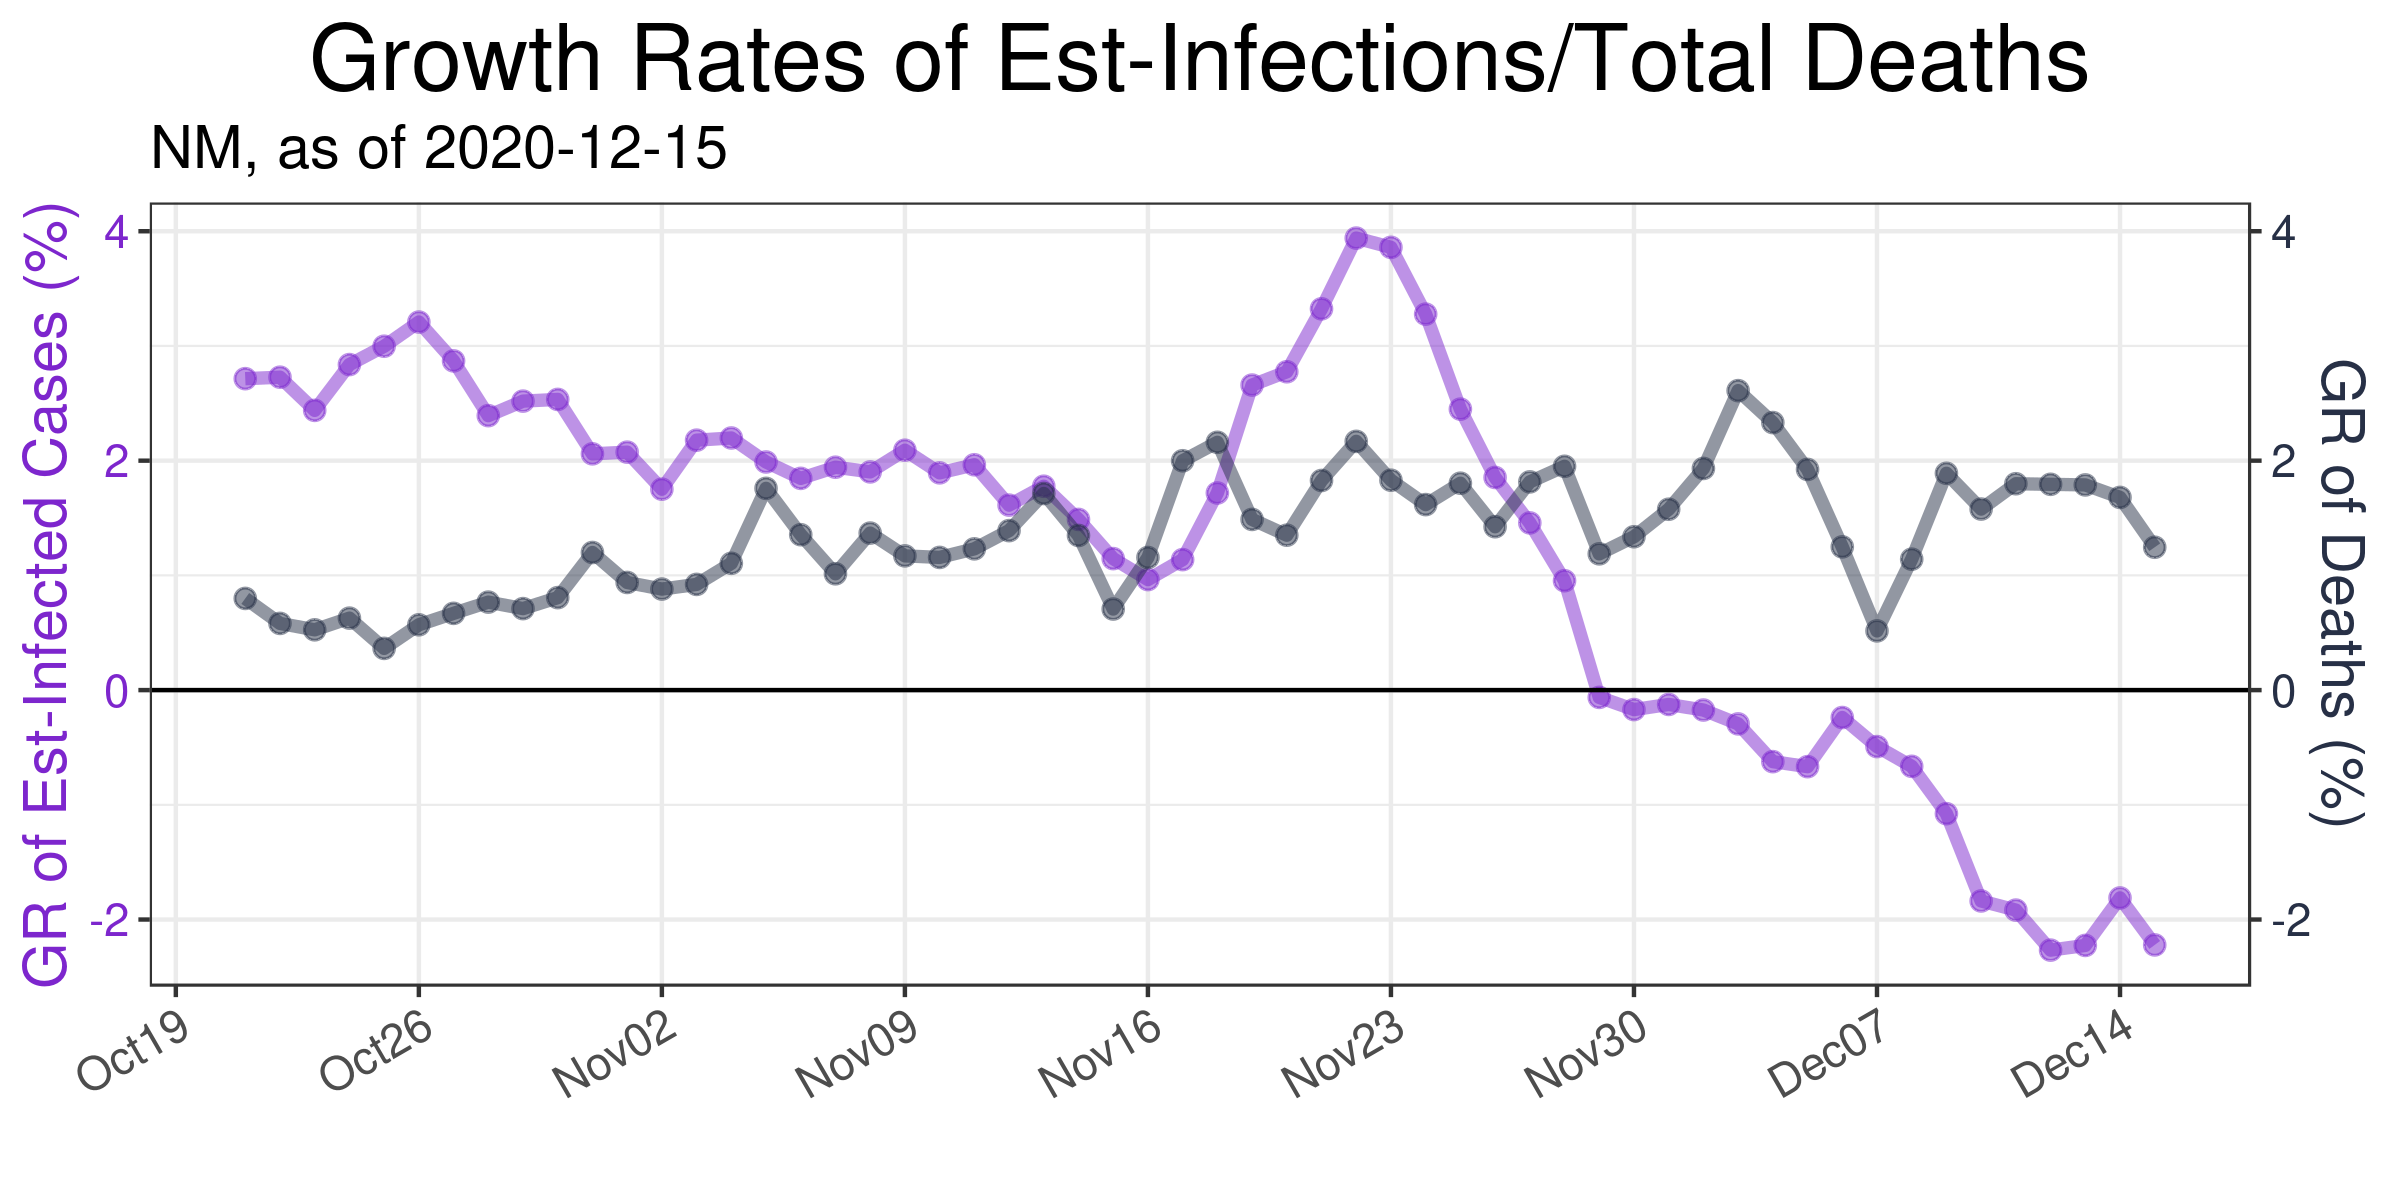 Growth Rates of Est-Infections/Total Deaths
NM, as of 2020-12-15
GR of Est-Infected Cases (%)
4
2
0
-2
4
2
0
-2
GR of Deaths (%)
Oct19
Oct26
Nov02
Nov09
Nov16
Nov23
Nov30
Dec07
Dec14